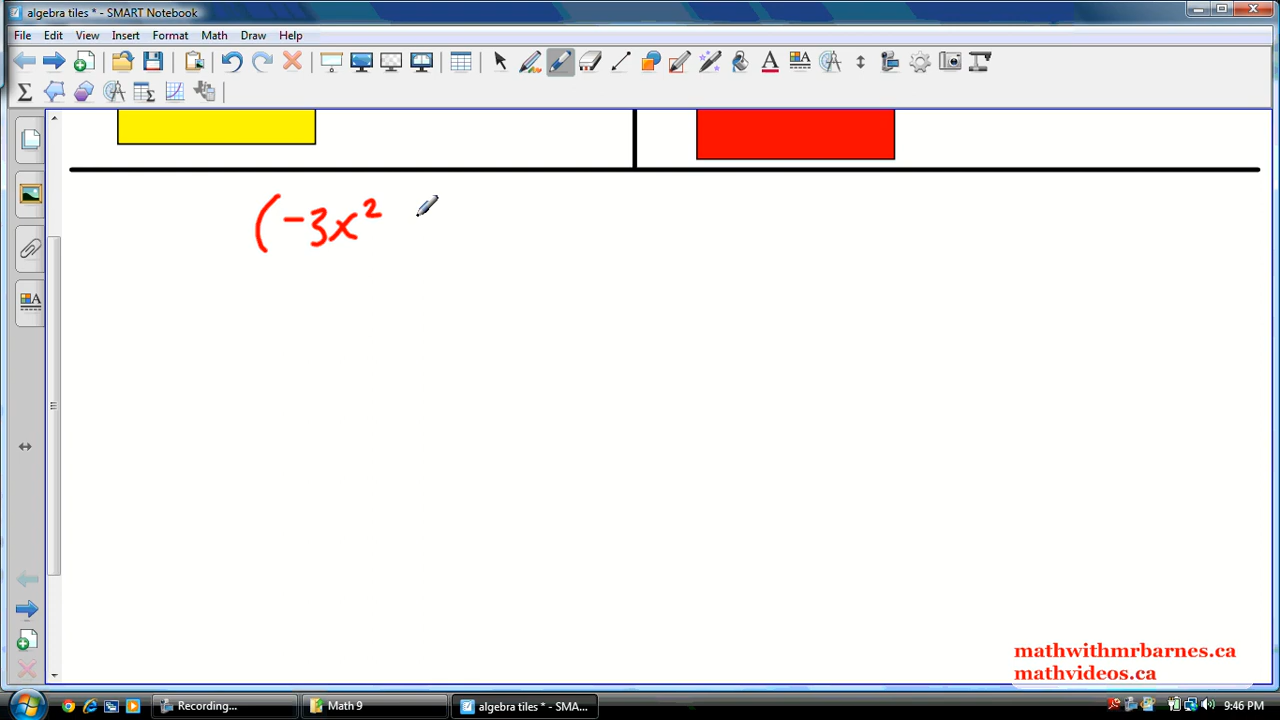 algebra tiles * - SMART Notebook
File Edit View Insert Format Math Draw Help
(-3x²
mathwithmrbarnes.ca
mathvideos.ca
Recording... Math 9 algebra tiles * - SMA... 9:46 PM